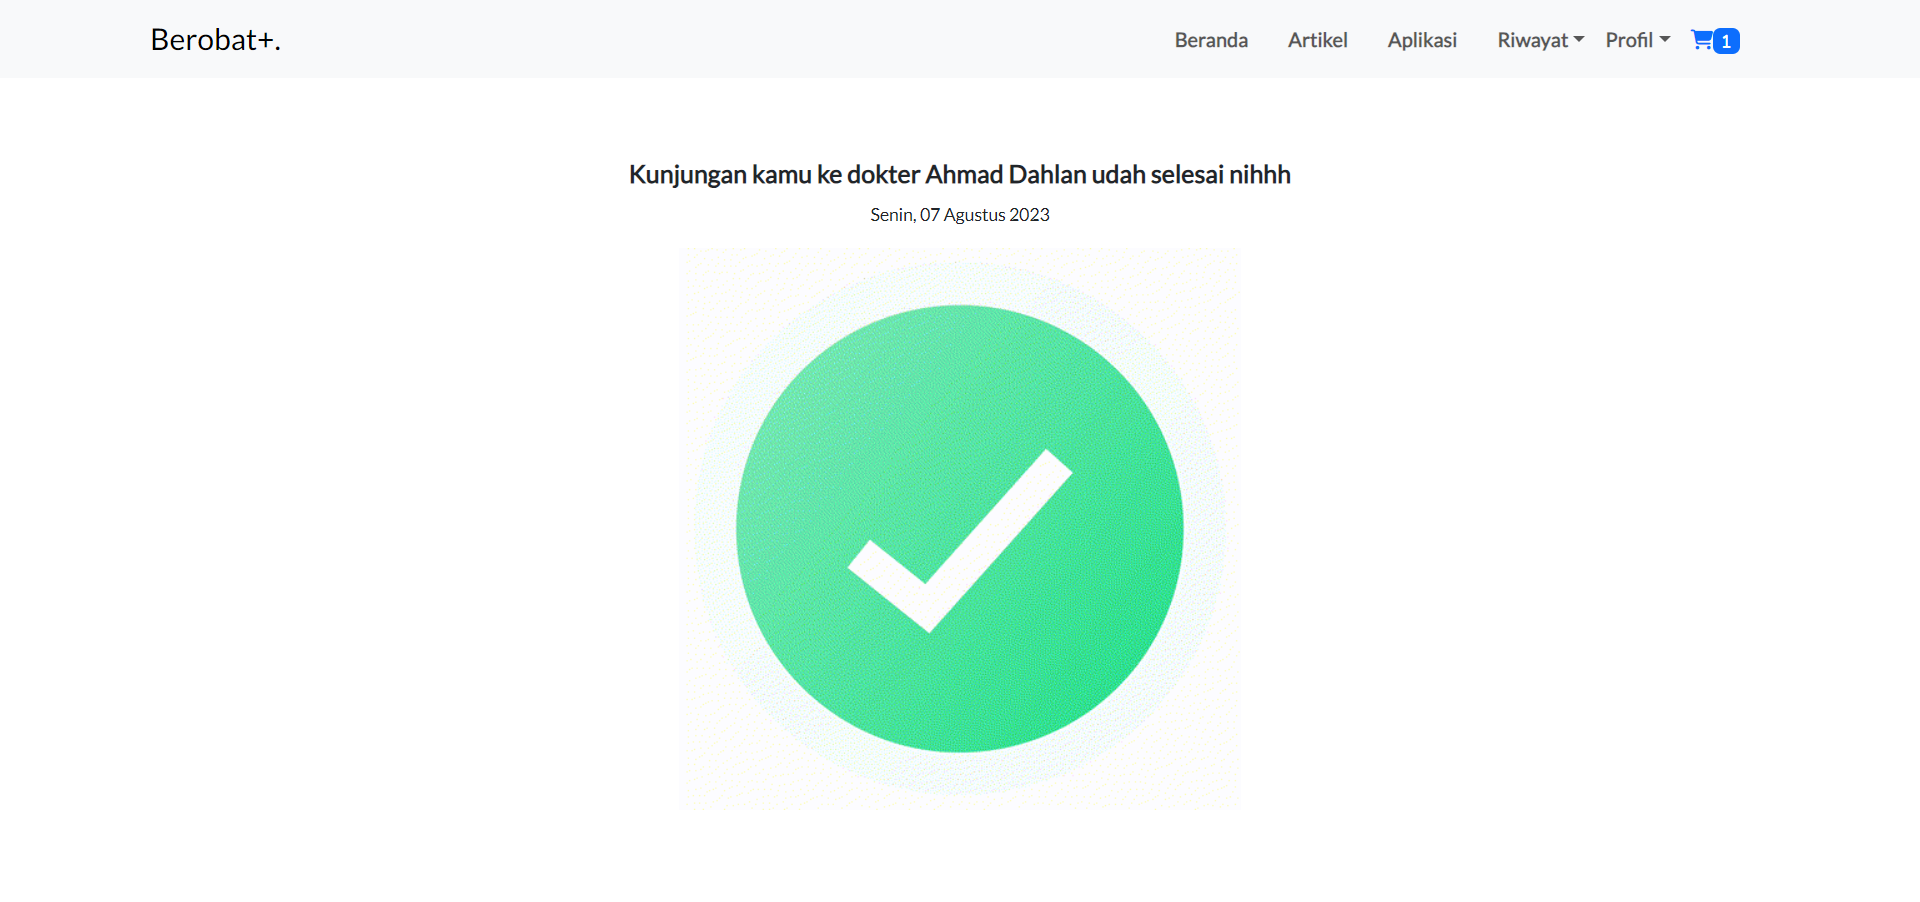 Berobat+.
Beranda Artikel Aplikasi Riwayat Profil 1
Kunjungan kamu ke dokter Ahmad Dahlan udah selesai nihhh
Senin, 07 Agustus 2023